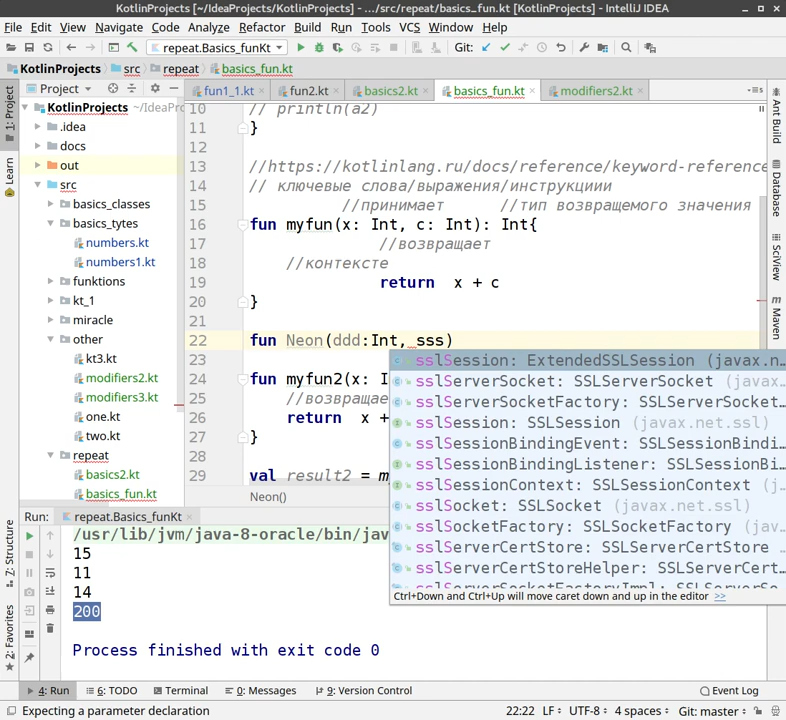 KotlinProjects [~/IdeaProjects/KotlinProjects] - .../src/repeat/basics_fun.kt [KotlinProjects] - IntelliJ IDEA
File Edit View Navigate Code Analyze Refactor Build Run Tools VCS Window Help
repeat.Basics_funKt Git:
KotlinProjects src repeat basics_fun.kt
Project fun1_1.kt fun2.kt basics2.kt basics_fun.kt modifiers2.kt
1: Project
Learn
Z: Structure
2: Favorites
KotlinProjects ~/IdeaPr
.idea
docs
out
src
basics_classes
basics_tytes
numbers.kt
numbers1.kt
funktions
kt_1
miracle
other
kt3.kt
modifiers2.kt
modifiers3.kt
one.kt
two.kt
repeat
basics2.kt
basics_fun.kt
10 // println(a2)
11 }
12
13 //https://kotlinlang.ru/docs/reference/keyword-reference
14 // ключевые слова/выражения/инструкциии
15 //принимает //тип возвращемого значения
16 fun myfun(x: Int, c: Int): Int{
17 //возвращает
18 //контексте
19 return x + c
20 }
21
22 fun Neon(ddd:Int, sss)
23
24 fun myfun2(x: I
25 //возвращае
26 return x +
27 }
28
29 val result2 = m
Neon()
sslSession: ExtendedSSLSession (javax.n...
sslServerSocket: SSLServerSocket (javax...
sslServerSocketFactory: SSLServerSocket...
sslSession: SSLSession (javax.net.ssl)
sslSessionBindingEvent: SSLSessionBindi...
sslSessionBindingListener: SSLSessionBi...
sslSessionContext: SSLSessionContext (j...
sslSocket: SSLSocket (javax.net.ssl)
sslSocketFactory: SSLSocketFactory (jav...
sslServerCertStore: SSLServerCertStore ...
sslServerCertStoreHelper: SSLServerCert...
sslServerSocketFactoryImpl: SSLServerSo...
Ctrl+Down and Ctrl+Up will move caret down and up in the editor >>
Ant Build
Database
SciView
m Maven
Run: repeat.Basics_funKt
/usr/lib/jvm/java-8-oracle/bin/jav
15
11
14
200
Process finished with exit code 0
4: Run 6: TODO Terminal 0: Messages 9: Version Control Event Log
Expecting a parameter declaration 22:22 LF UTF-8 4 spaces Git: master